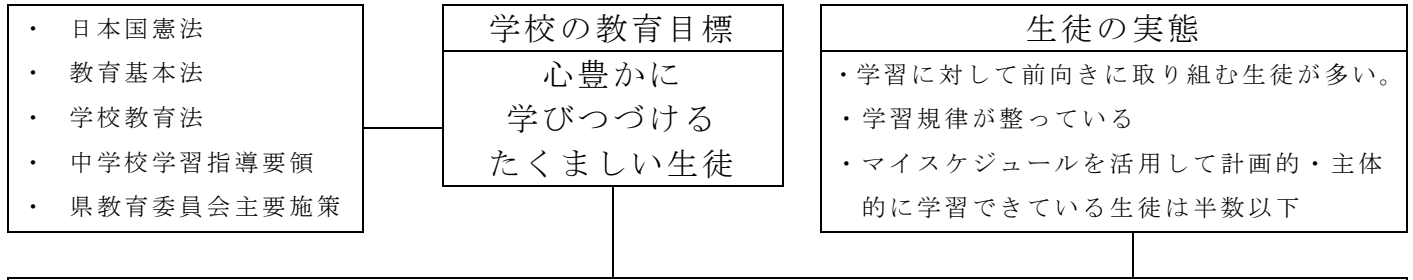 ・ 日本国憲法
・ 教育基本法
・ 学校教育法
・ 中学校学習指導要領
・ 県教育委員会主要施策
学校の教育目標
心豊かに
学びつづける
たくましい生徒
生徒の実態
・学習に対して前向きに取り組む生徒が多い。
・学習規律が整っている
・マイスケジュールを活用して計画的・主体
的に学習できている生徒は半数以下